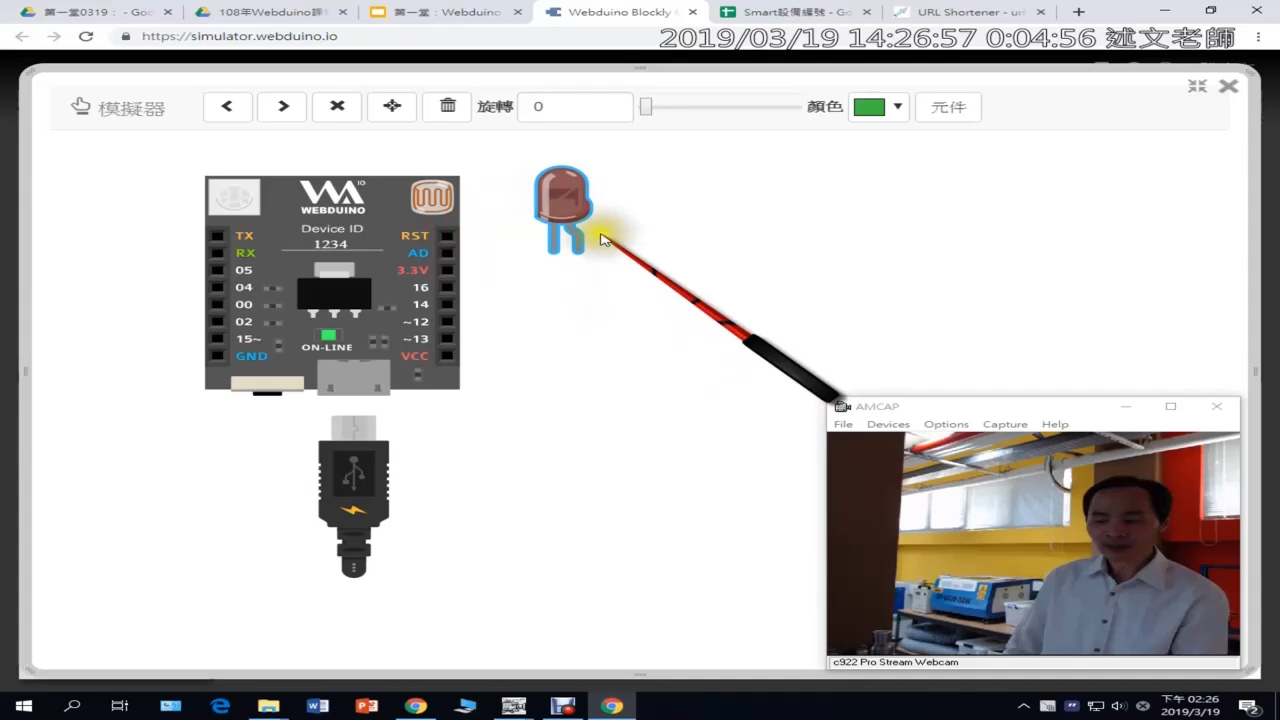 第一堂0319： - Goo
108年Webduino課
第一堂：Webduino
Webduino Blockly
Smart設備編號 - Go
URL Shortener - url
https://simulator.webduino.io
2019/03/19 14:26:57 0:04:56 述文老師
模擬器
旋轉
0
顏色
元件
WEBDUINO
IO
Device ID
1234
TX
RST
RX
AD
05
3.3V
04
16
00
14
02
~12
15~
~13
ON-LINE
GND
VCC
AMCAP
File
Devices
Options
Capture
Help
c922 Pro Stream Webcam
下午 02:26
2019/3/19
2